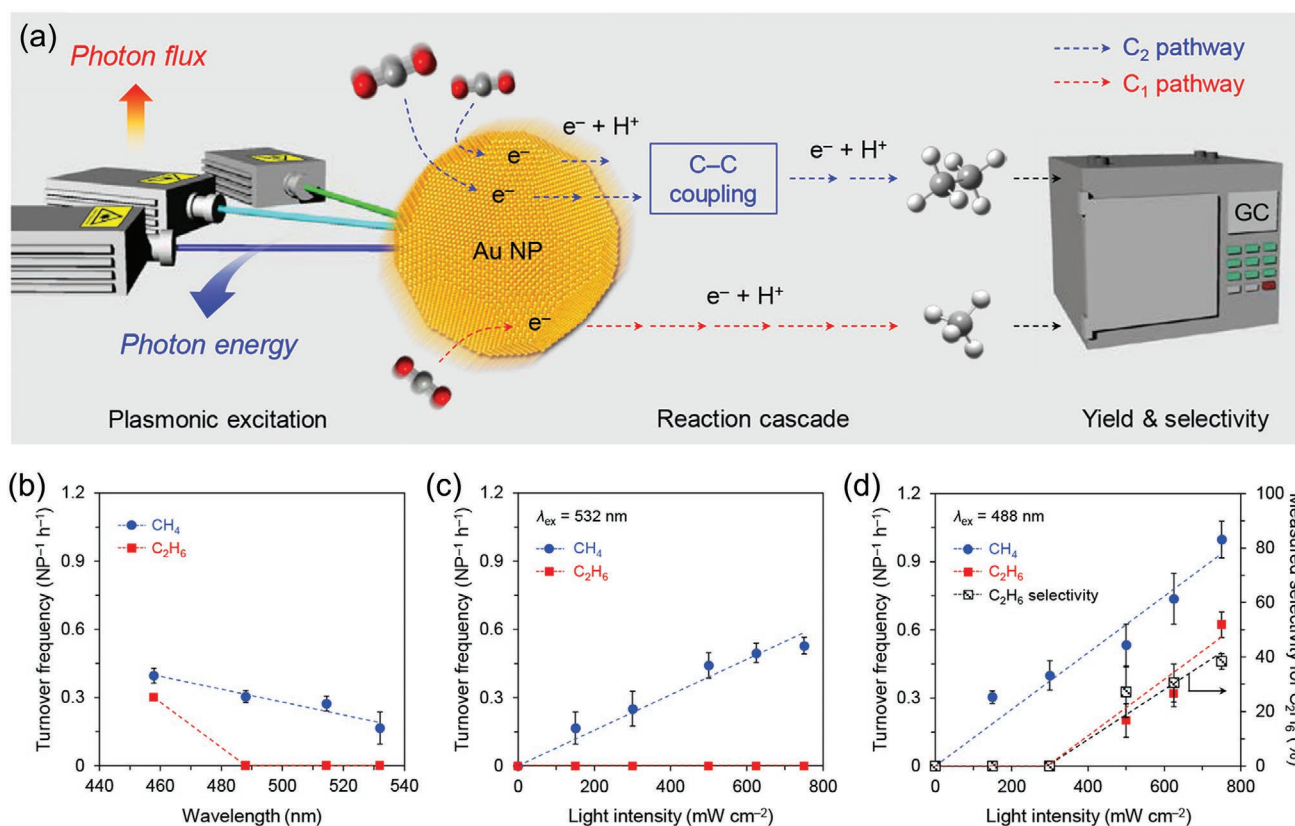 (a)
Photon flux
C₂ pathway
C₁ pathway
e⁻ + H⁺
e⁻
e⁻
C–C
coupling
e⁻ + H⁺
GC
Au NP
e⁻ + H⁺
e⁻
Photon energy
Plasmonic excitation
Reaction cascade
Yield & selectivity
(b)
Turnover frequency (NP⁻¹ h⁻¹)
1.2
0.9
0.6
0.3
0
CH₄
C₂H₆
440
460
480
500
520
540
Wavelength (nm)
(c)
Turnover frequency (NP⁻¹ h⁻¹)
1.2
0.9
0.6
0.3
0
λex = 532 nm
CH₄
C₂H₆
0
200
400
600
800
Light intensity (mW cm⁻²)
(d)
Turnover frequency (NP⁻¹ h⁻¹)
1.2
0.9
0.6
0.3
0
λex = 488 nm
CH₄
C₂H₆
C₂H₆ selectivity
0
200
400
600
800
Light intensity (mW cm⁻²)
100
80
60
40
20
0
Measured selectivity for C₂H₆ (%)